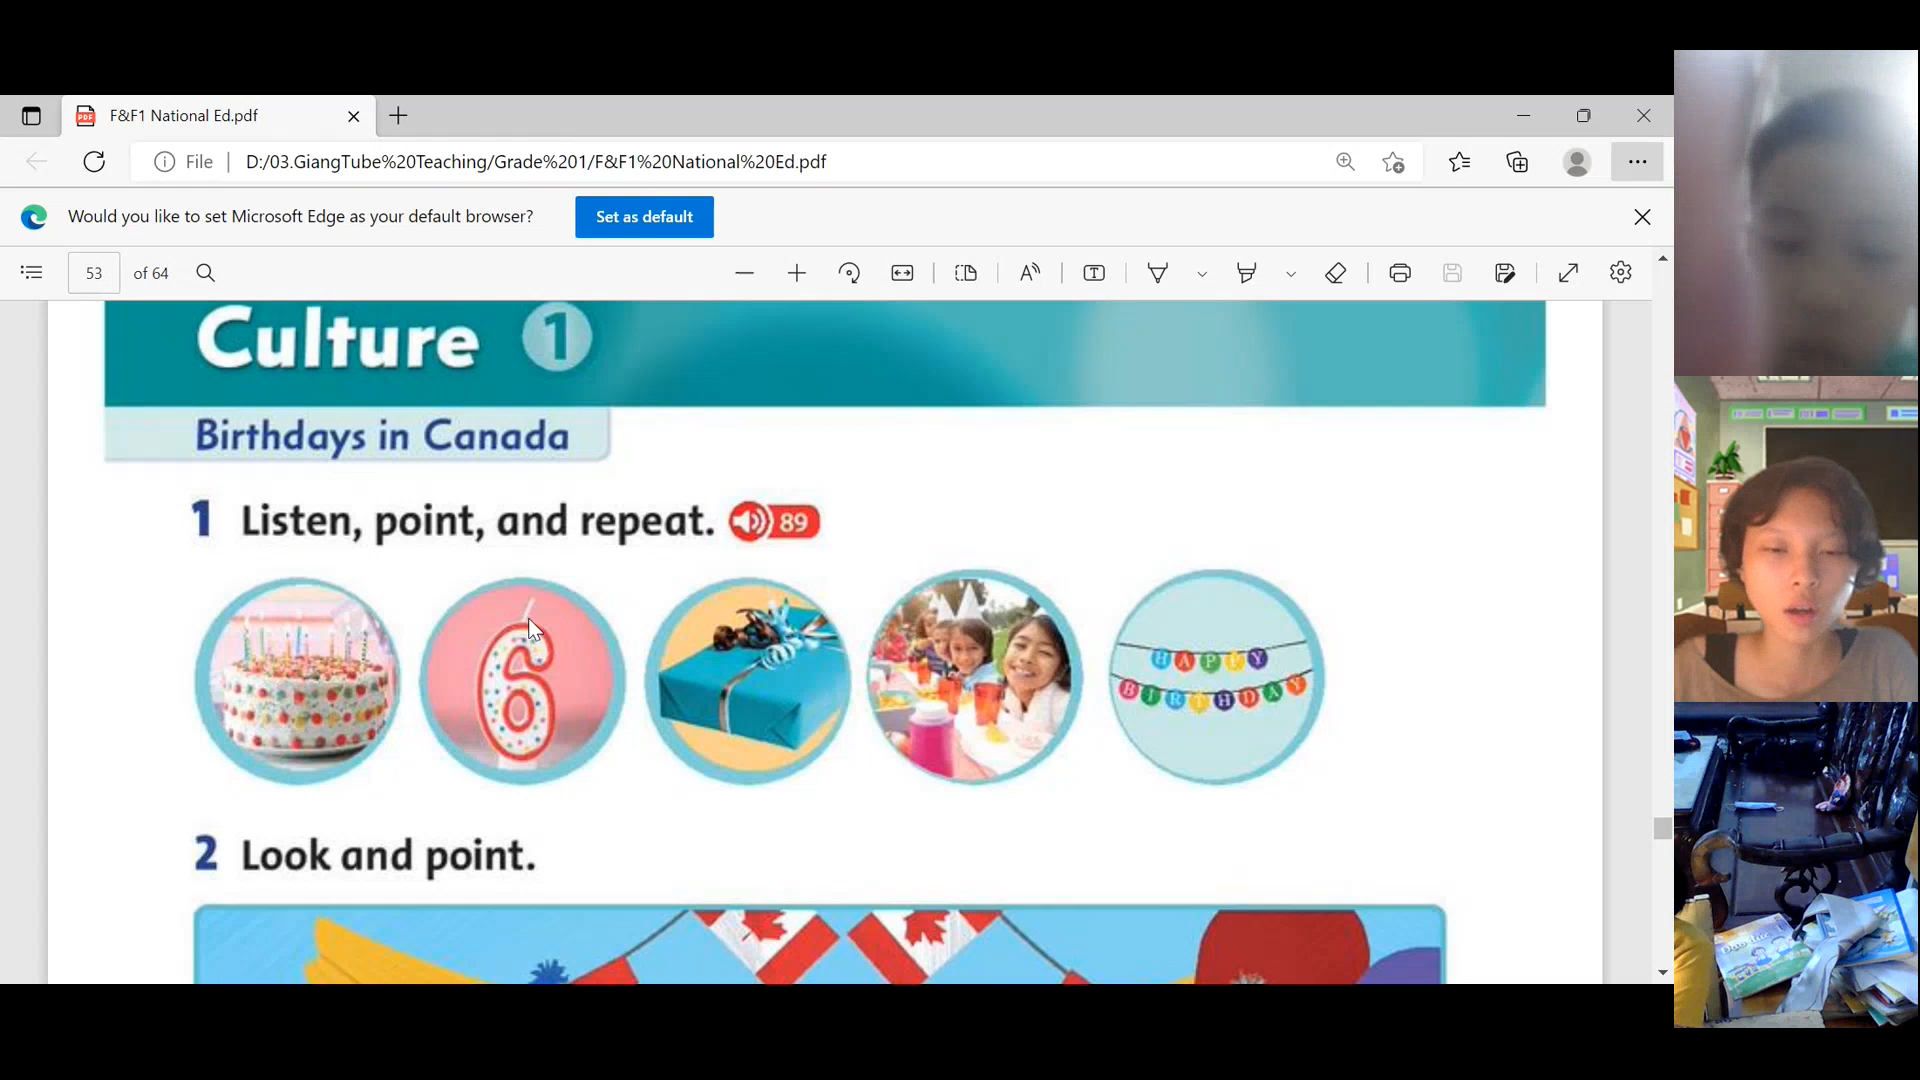 F&F1 National Ed.pdf
File
D:/03.GiangTube%20Teaching/Grade%201/F&F1%20National%20Ed.pdf
Would you like to set Microsoft Edge as your default browser?
Set as default
53 of 64
Culture 1
Birthdays in Canada
1 Listen, point, and repeat. 89
6
HAPPY
BIRTHDAY
2 Look and point.